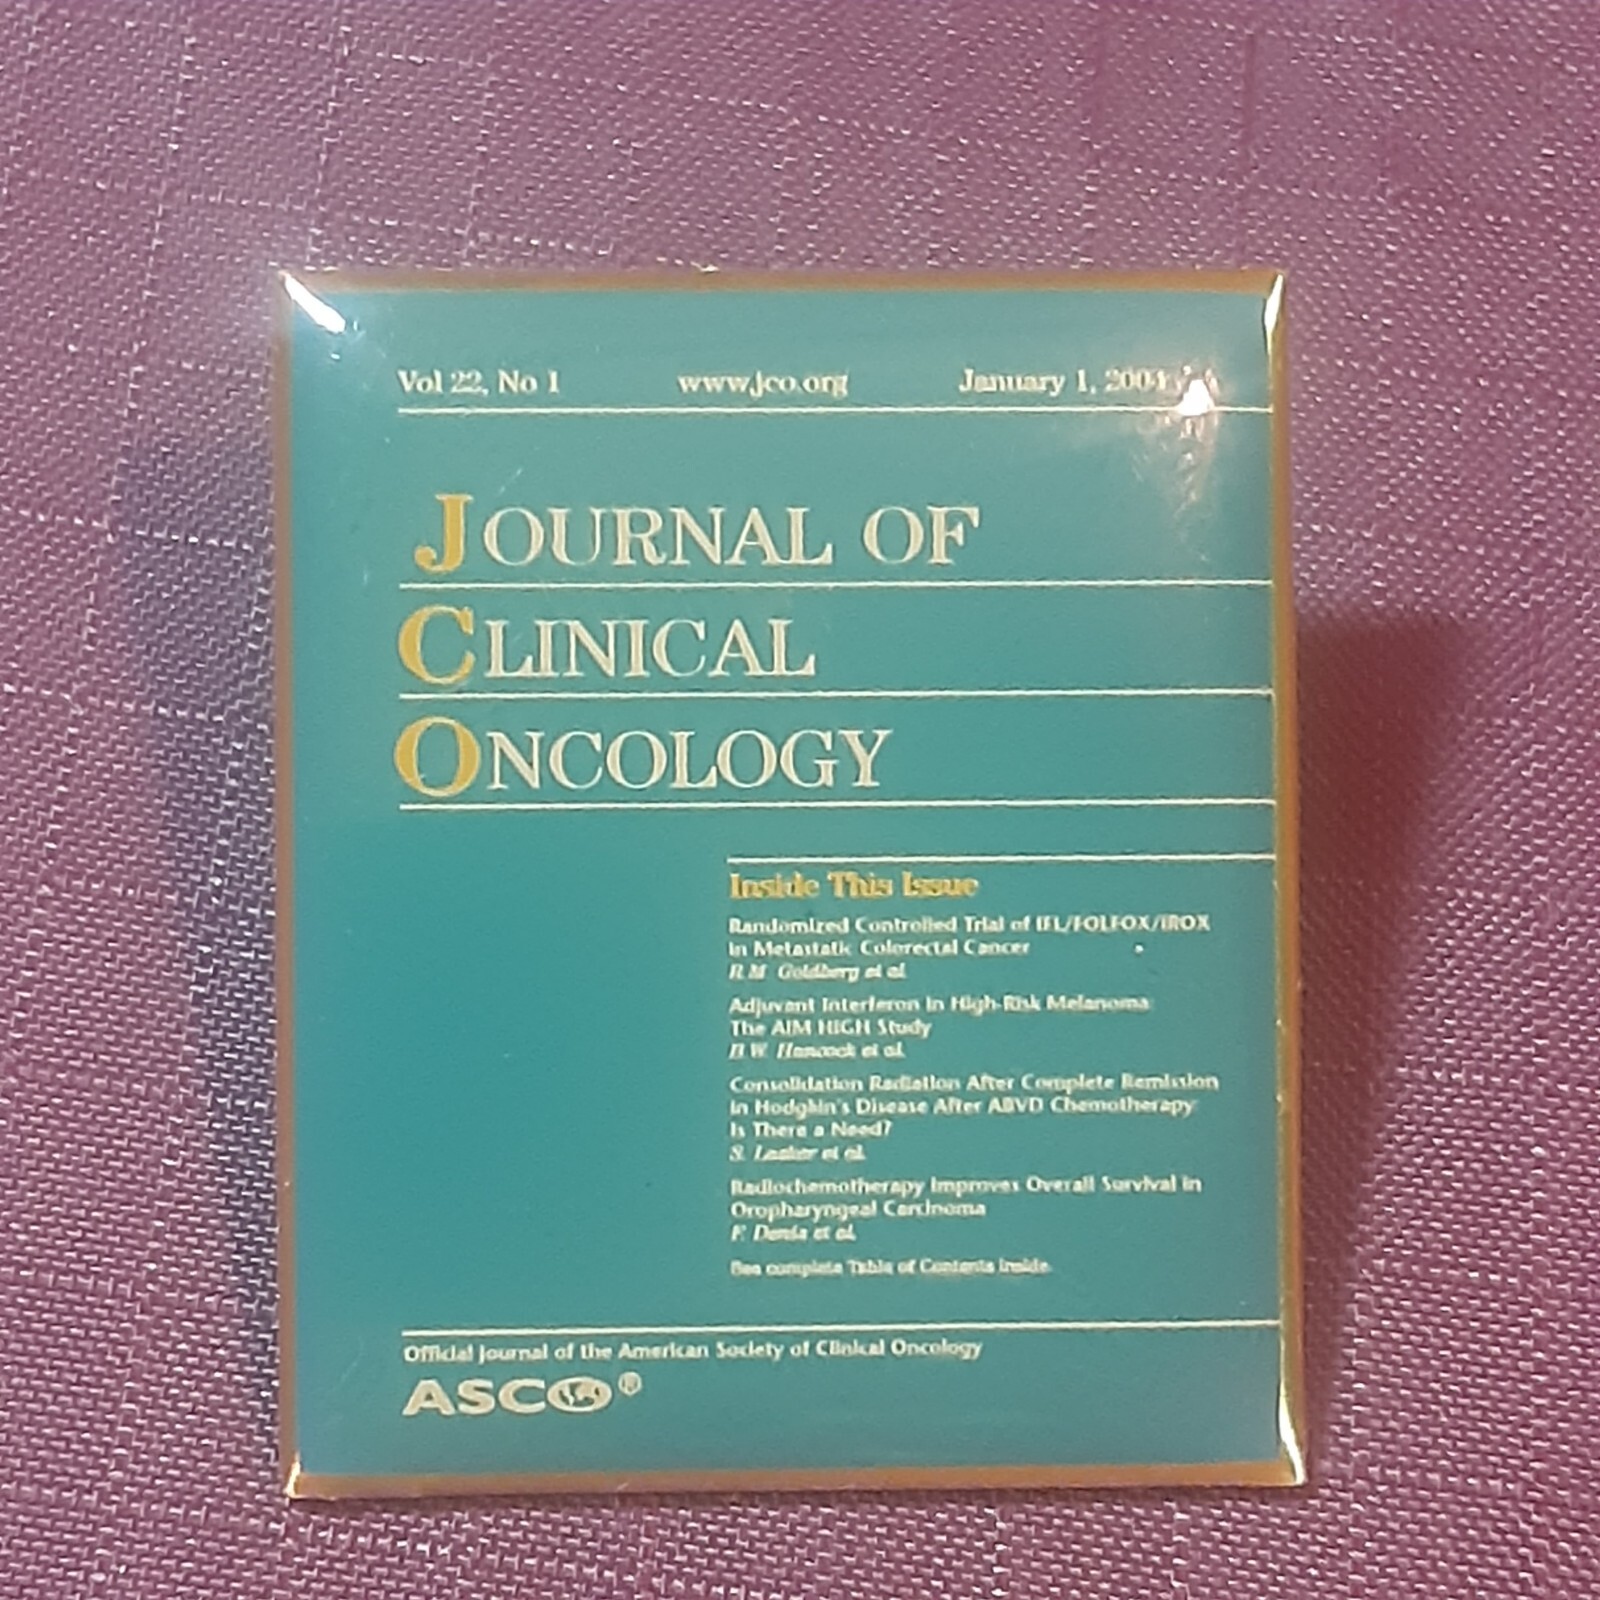 Vol 22, No 1 www.jco.org January 1, 2004
JOURNAL OF
CLINICAL
ONCOLOGY
Inside This Issue
Randomized Controlled Trial of IFL/FOLFOX/IROX
in Metastatic Colorectal Cancer
R.M. Goldberg et al.
Adjuvant Interferon in High-Risk Melanoma:
The AIM HIGH Study
B.W. Hancock et al.
Consolidation Radiation After Complete Remission
in Hodgkin's Disease After ABVD Chemotherapy:
Is There a Need?
S. Laskar et al.
Radiochemotherapy Improves Overall Survival in
Oropharyngeal Carcinoma
F. Denis et al.
See complete Table of Contents inside.
Official Journal of the American Society of Clinical Oncology
ASCO®